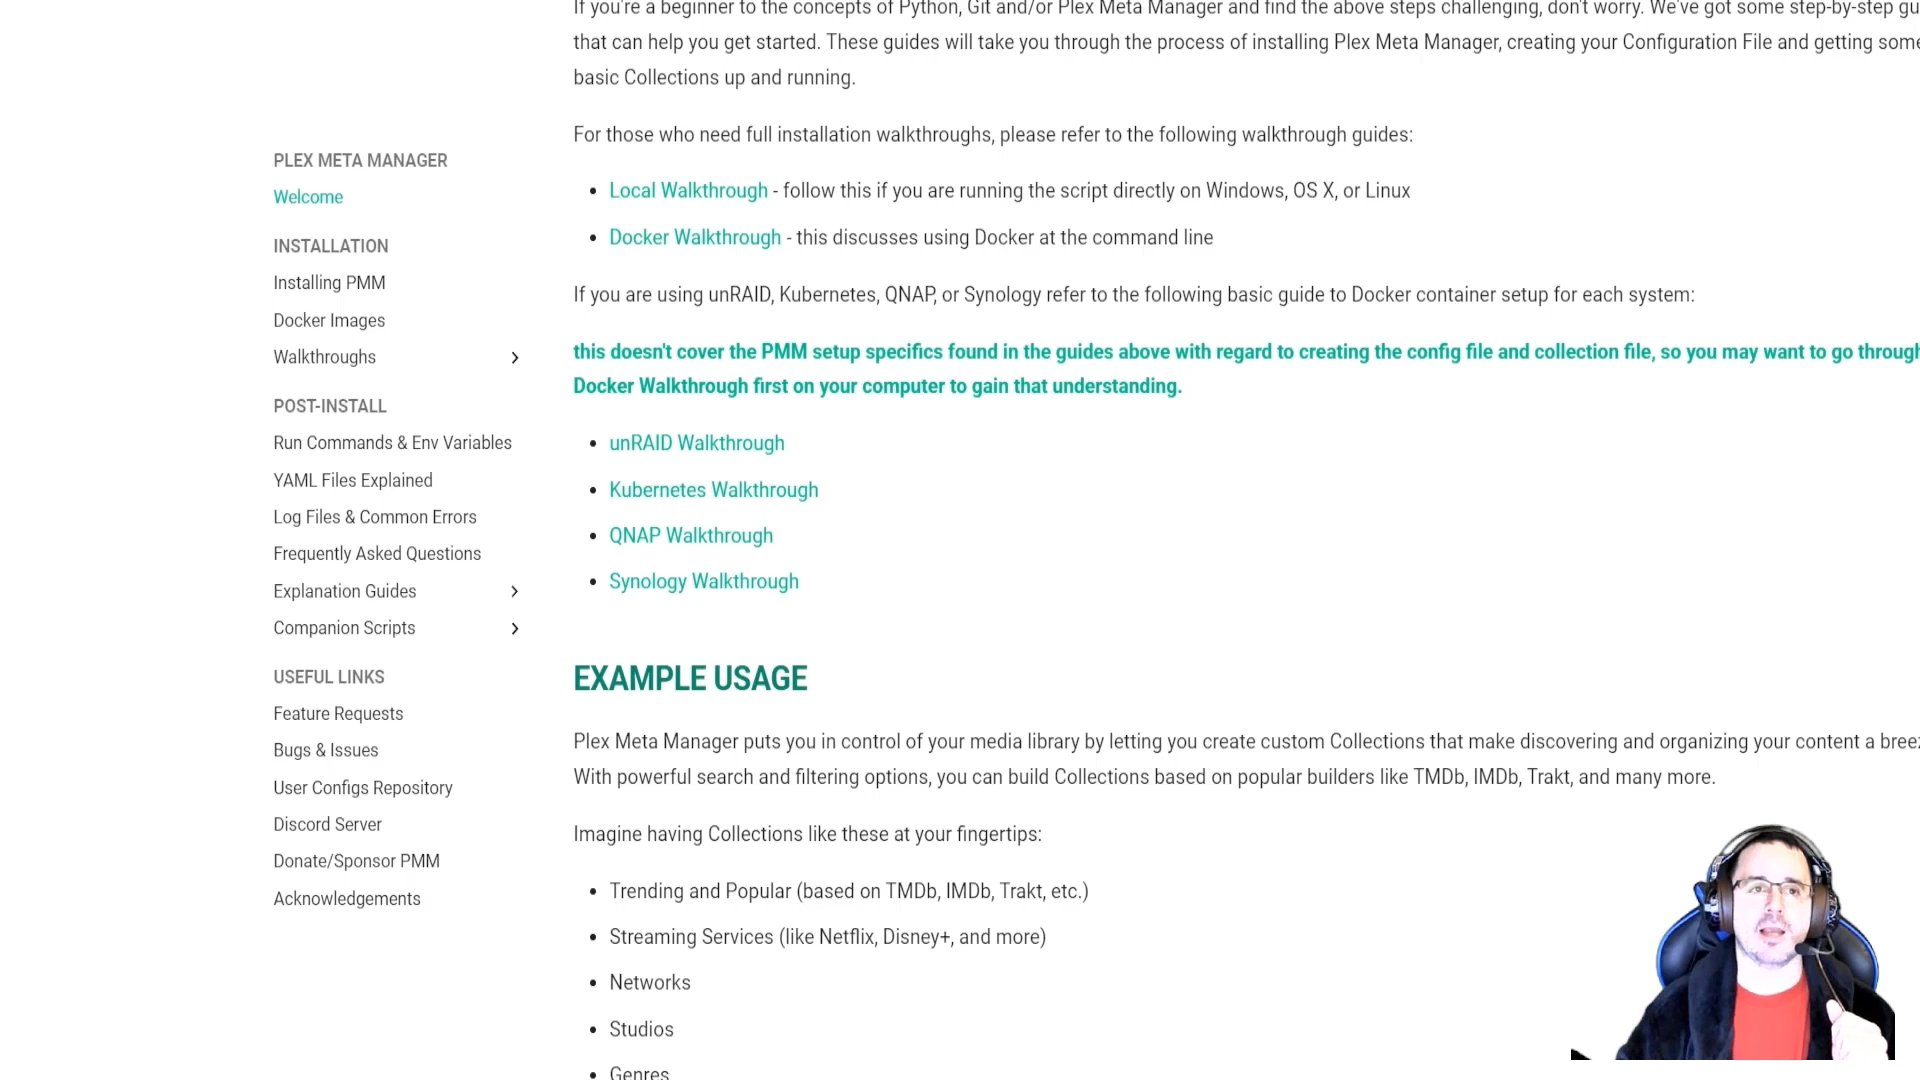 If you're a beginner to the concepts of Python, Git and/or Plex Meta Manager and find the above steps challenging, don't worry. We've got some step-by-step gu
that can help you get started. These guides will take you through the process of installing Plex Meta Manager, creating your Configuration File and getting some
basic Collections up and running.
For those who need full installation walkthroughs, please refer to the following walkthrough guides:
Local Walkthrough - follow this if you are running the script directly on Windows, OS X, or Linux
Docker Walkthrough - this discusses using Docker at the command line
If you are using unRAID, Kubernetes, QNAP, or Synology refer to the following basic guide to Docker container setup for each system:
this doesn't cover the PMM setup specifics found in the guides above with regard to creating the config file and collection file, so you may want to go through
Docker Walkthrough first on your computer to gain that understanding.
unRAID Walkthrough
Kubernetes Walkthrough
QNAP Walkthrough
Synology Walkthrough
EXAMPLE USAGE
Plex Meta Manager puts you in control of your media library by letting you create custom Collections that make discovering and organizing your content a breez
With powerful search and filtering options, you can build Collections based on popular builders like TMDb, IMDb, Trakt, and many more.
Imagine having Collections like these at your fingertips:
Trending and Popular (based on TMDb, IMDb, Trakt, etc.)
Streaming Services (like Netflix, Disney+, and more)
Networks
Studios
Genres
PLEX META MANAGER
Welcome
INSTALLATION
Installing PMM
Docker Images
Walkthroughs
POST-INSTALL
Run Commands & Env Variables
YAML Files Explained
Log Files & Common Errors
Frequently Asked Questions
Explanation Guides
Companion Scripts
USEFUL LINKS
Feature Requests
Bugs & Issues
User Configs Repository
Discord Server
Donate/Sponsor PMM
Acknowledgements